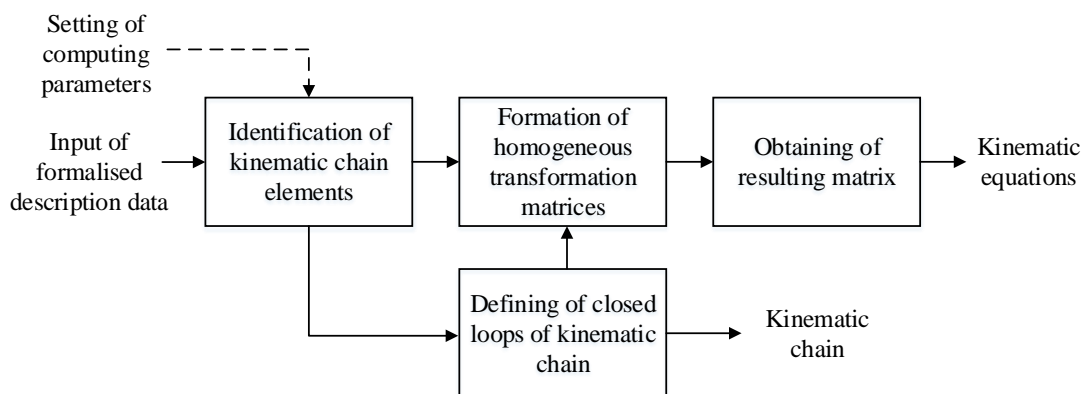 Setting of
computing
parameters
Input of
formalised
description data
Identification of
kinematic chain
elements
Formation of
homogeneous
transformation
matrices
Obtaining of
resulting matrix
Kinematic
equations
Defining of closed
loops of kinematic
chain
Kinematic
chain